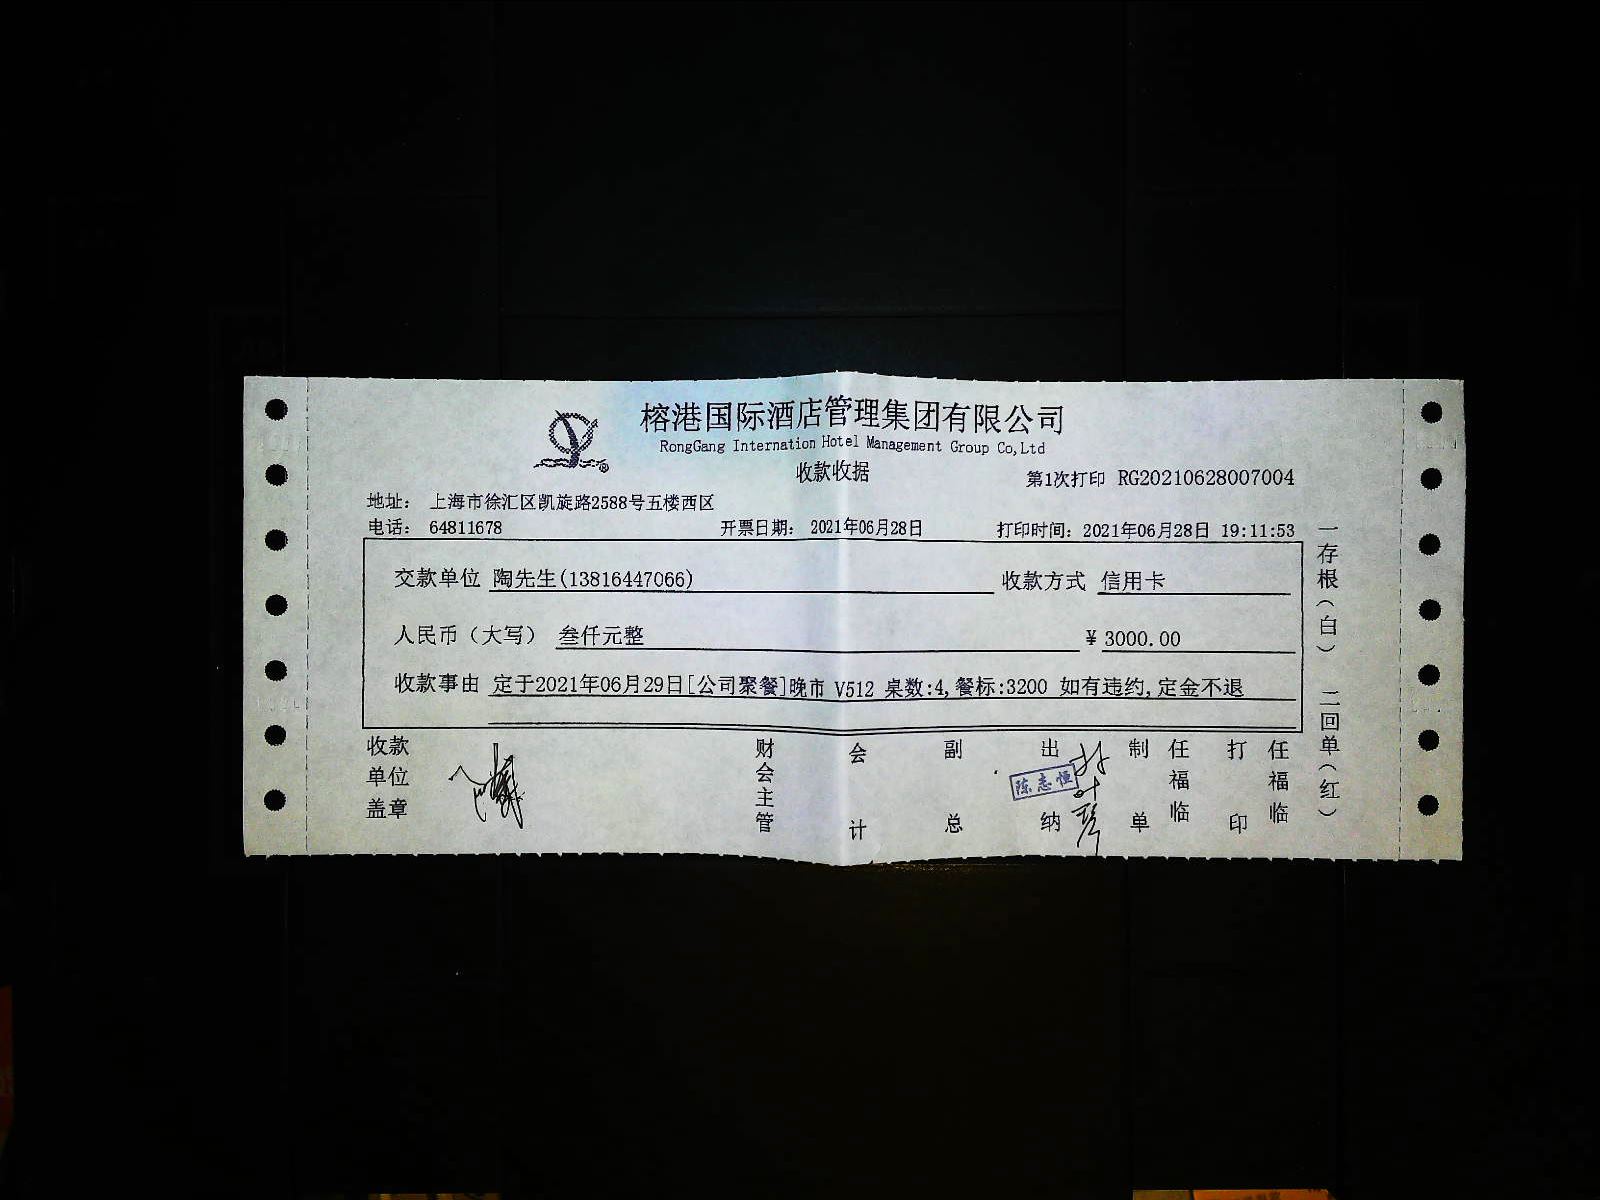 榕港国际酒店管理集团有限公司
RongGang Internation Hotel Management Group Co,Ltd
收款收据
第1次打印 RG20210628007004
地址： 上海市徐汇区凯旋路2588号五楼西区
电话： 64811678 开票日期： 2021年06月28日 打印时间：2021年06月28日 19:11:53
交款单位 陶先生(13816447066) 收款方式 信用卡
人民币（大写） 叁仟元整 ¥3000.00
收款事由 定于2021年06月29日[公司聚餐]晚市 V512 桌数:4,餐标:3200 如有违约,定金不退
收款单位盖章
财会主管
会计
副总
出纳
陈志恒
制单
任福临
打印
任福临
一存根（白） 二回单（红）